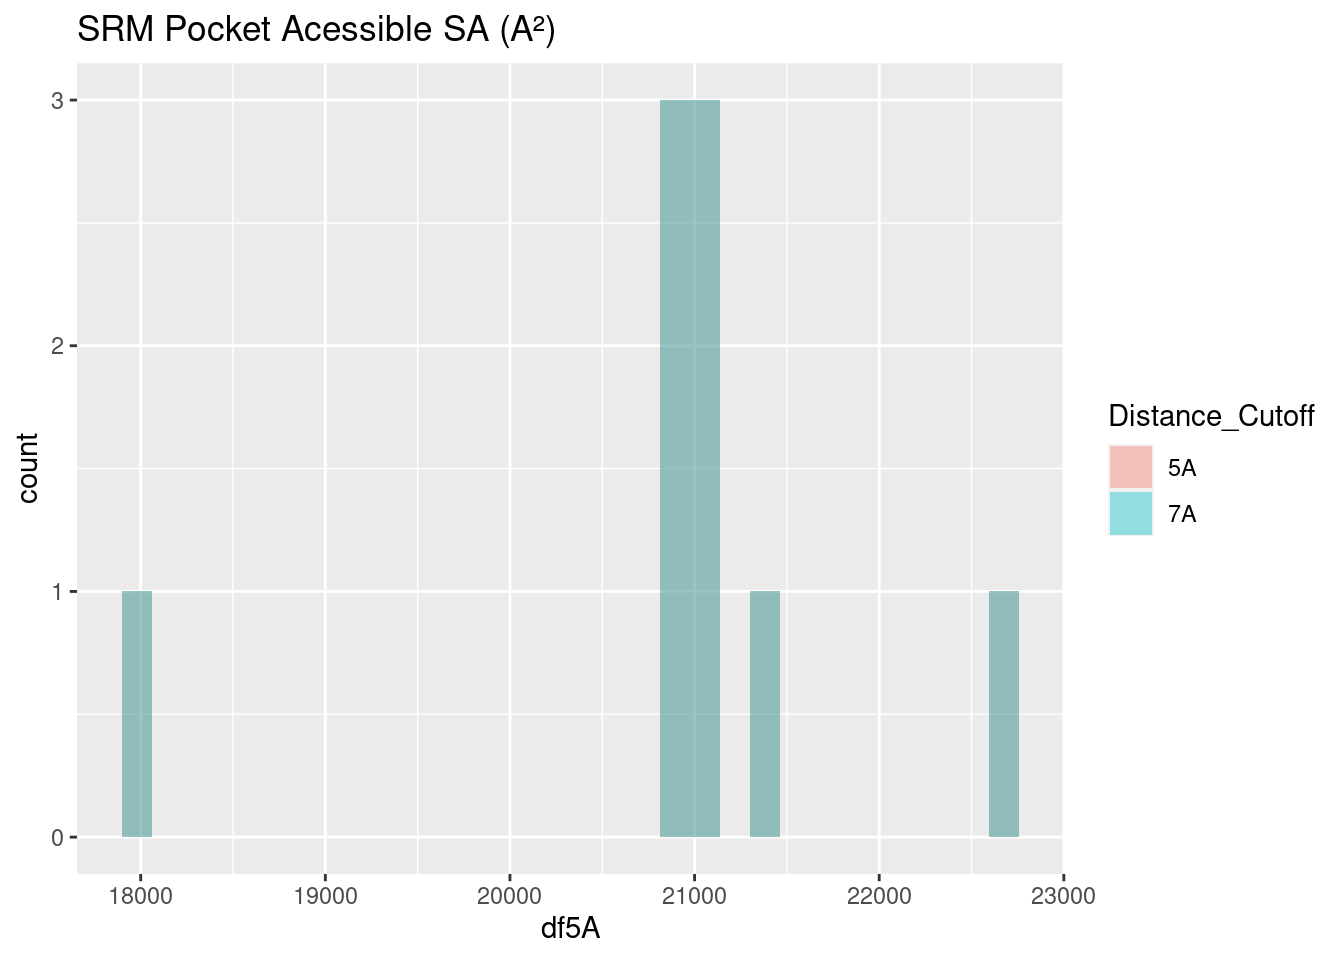 SRM Pocket Acessible SA (A²)
3
2
1
0
count
18000 19000 20000 21000 22000 23000
df5A
Distance_Cutoff
5A
7A